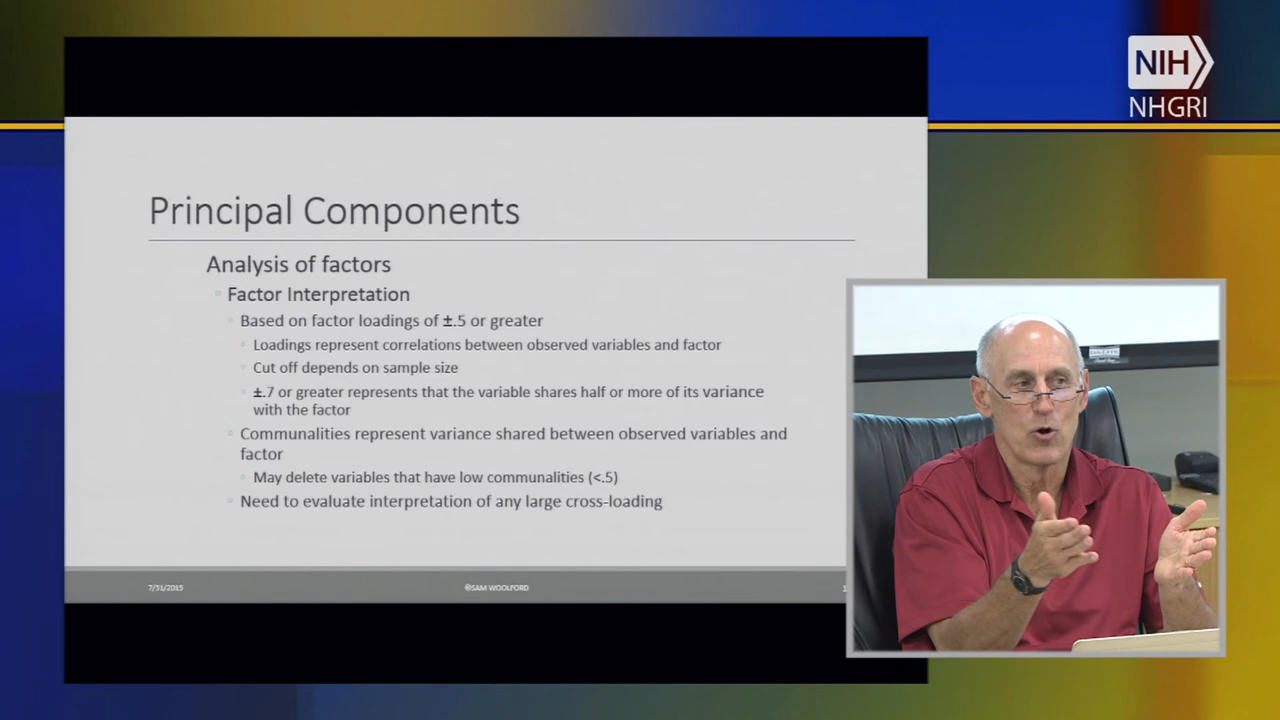 NIH
NHGRI
Principal Components
Analysis of factors
Factor Interpretation
Based on factor loadings of ±.5 or greater
Loadings represent correlations between observed variables and factor
Cut off depends on sample size
±.7 or greater represents that the variable shares half or more of its variance
with the factor
Communalities represent variance shared between observed variables and
factor
May delete variables that have low communalities (<.5)
Need to evaluate interpretation of any large cross-loading
7/31/2015
©SAM WOOLFORD